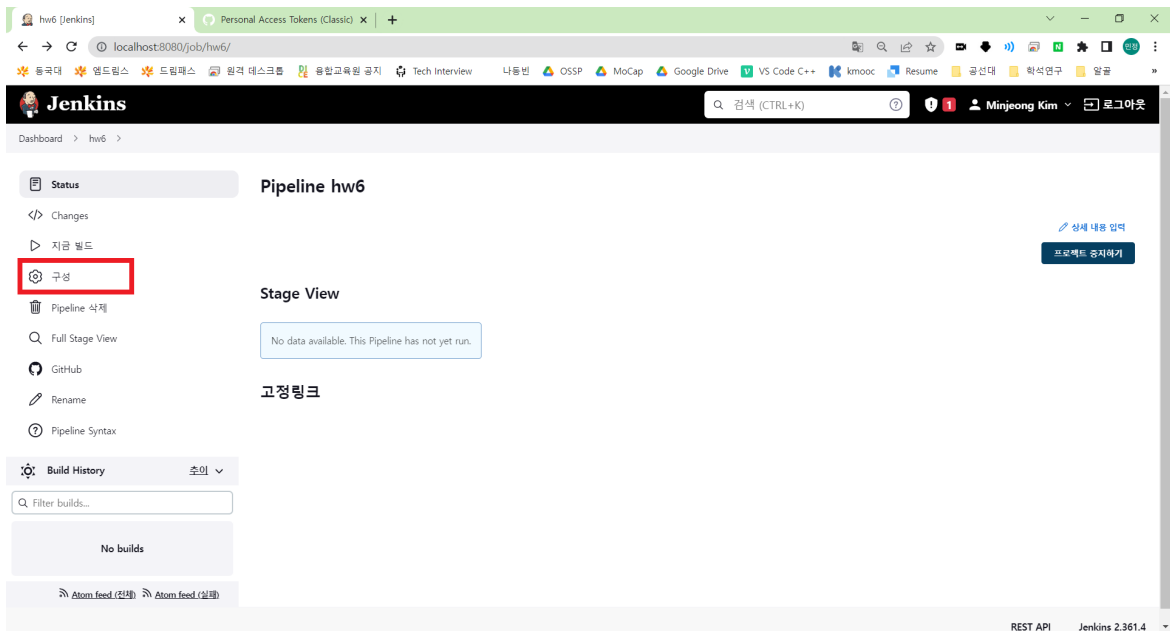 hw6 [Jenkins]
Personal Access Tokens (Classic)
localhost:8080/job/hw6/
동국대
엠드림스
드림패스
원격 데스크톱
융합교육원 공지
Tech Interview
나동빈
OSSP
MoCap
Google Drive
VS Code C++
kmooc
Resume
공선대
학석연구
알골
»
Jenkins
검색 (CTRL+K)
1
Minjeong Kim
로그아웃
Dashboard > hw6 >
Status
Changes
지금 빌드
구성
Pipeline 삭제
Full Stage View
GitHub
Rename
Pipeline Syntax
Build History
추이
Filter builds...
No builds
Atom feed (전체)
Atom feed (실패)
Pipeline hw6
상세 내용 입력
프로젝트 중지하기
Stage View
No data available. This Pipeline has not yet run.
고정링크
REST API
Jenkins 2.361.4